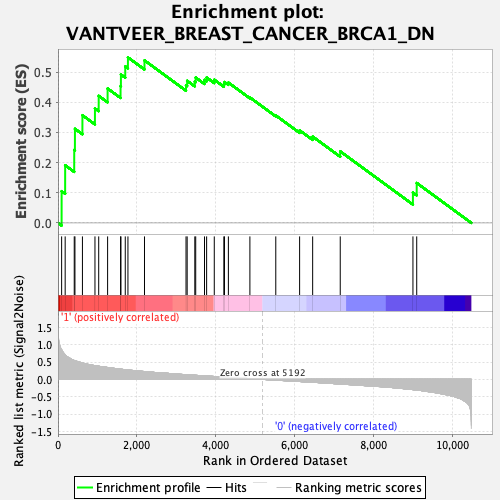 Enrichment plot:
VANTVEER_BREAST_CANCER_BRCA1_DN
Enrichment score (ES)
0.5
0.4
0.3
0.2
0.1
0.0
'1' (positively correlated)
Ranked list metric (Signal2Noise)
1.5
1.0
0.5
0.0
-0.5
-1.0
-1.5
Zero cross at 5192
'0' (negatively correlated)
0
2,000
4,000
6,000
8,000
10,000
Rank in Ordered Dataset
Enrichment profile
Hits
Ranking metric scores